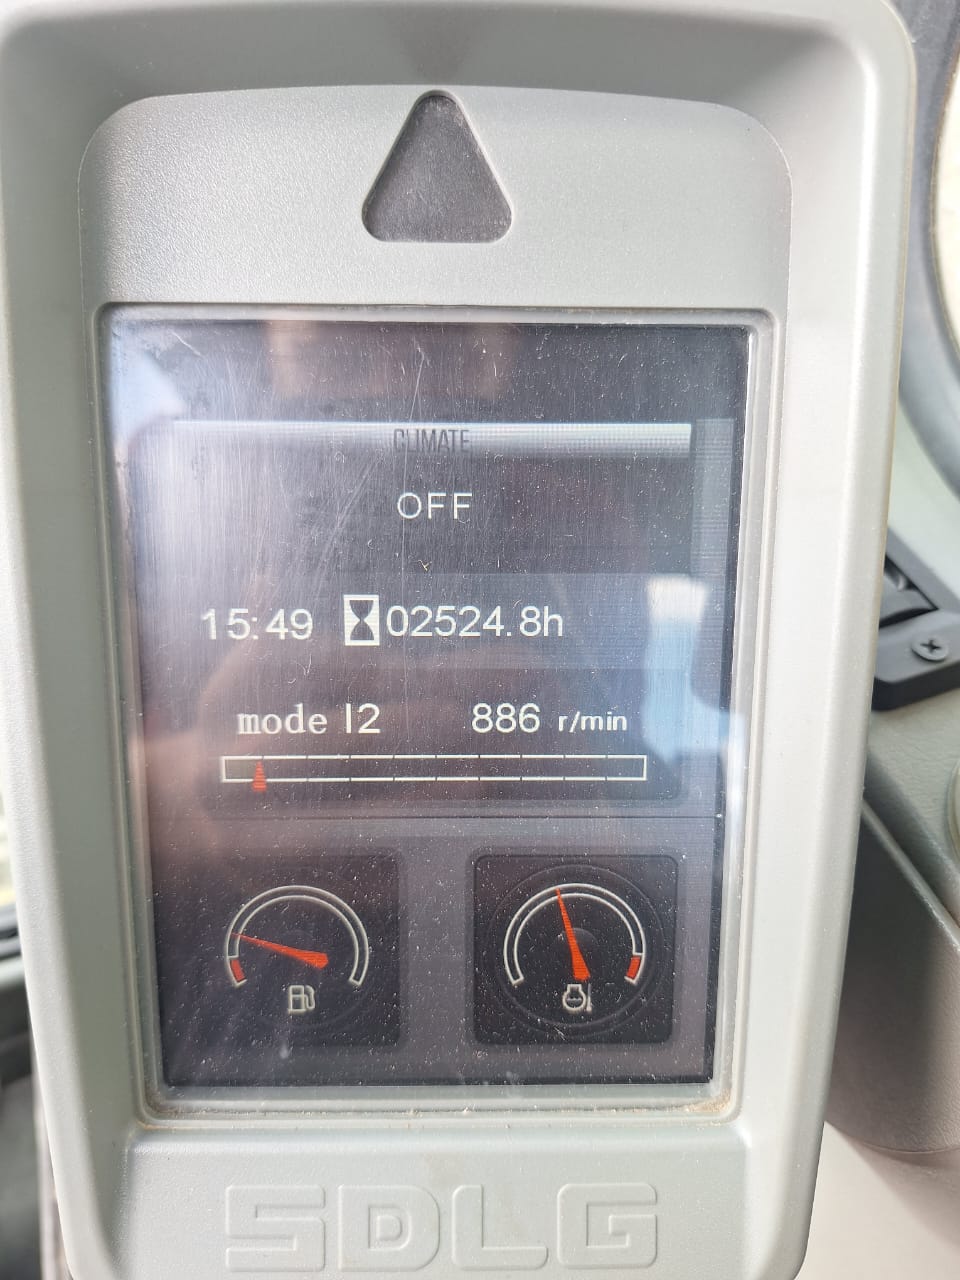 CLIMATE
OFF
15:49 02524.8h
mode I2 886 r/min
SDLG